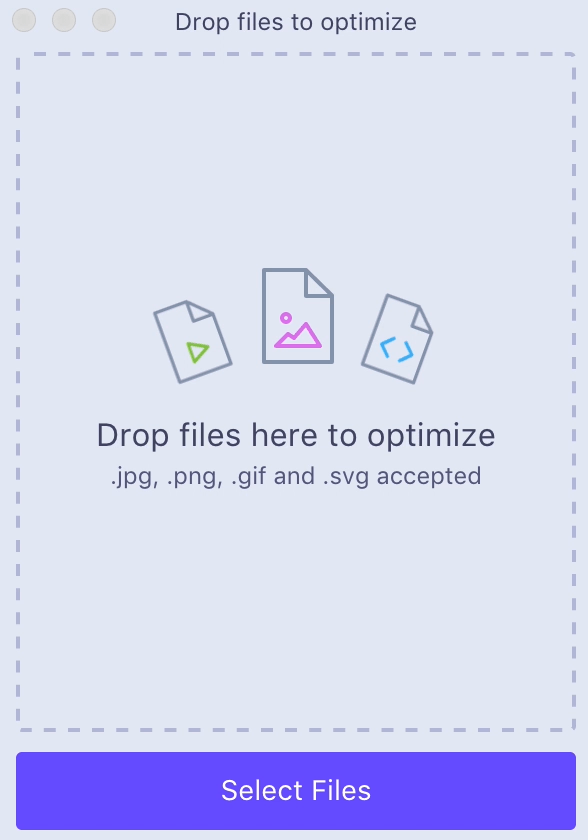 Drop files to optimize
Drop files here to optimize
.jpg, .png, .gif and .svg accepted
Select Files